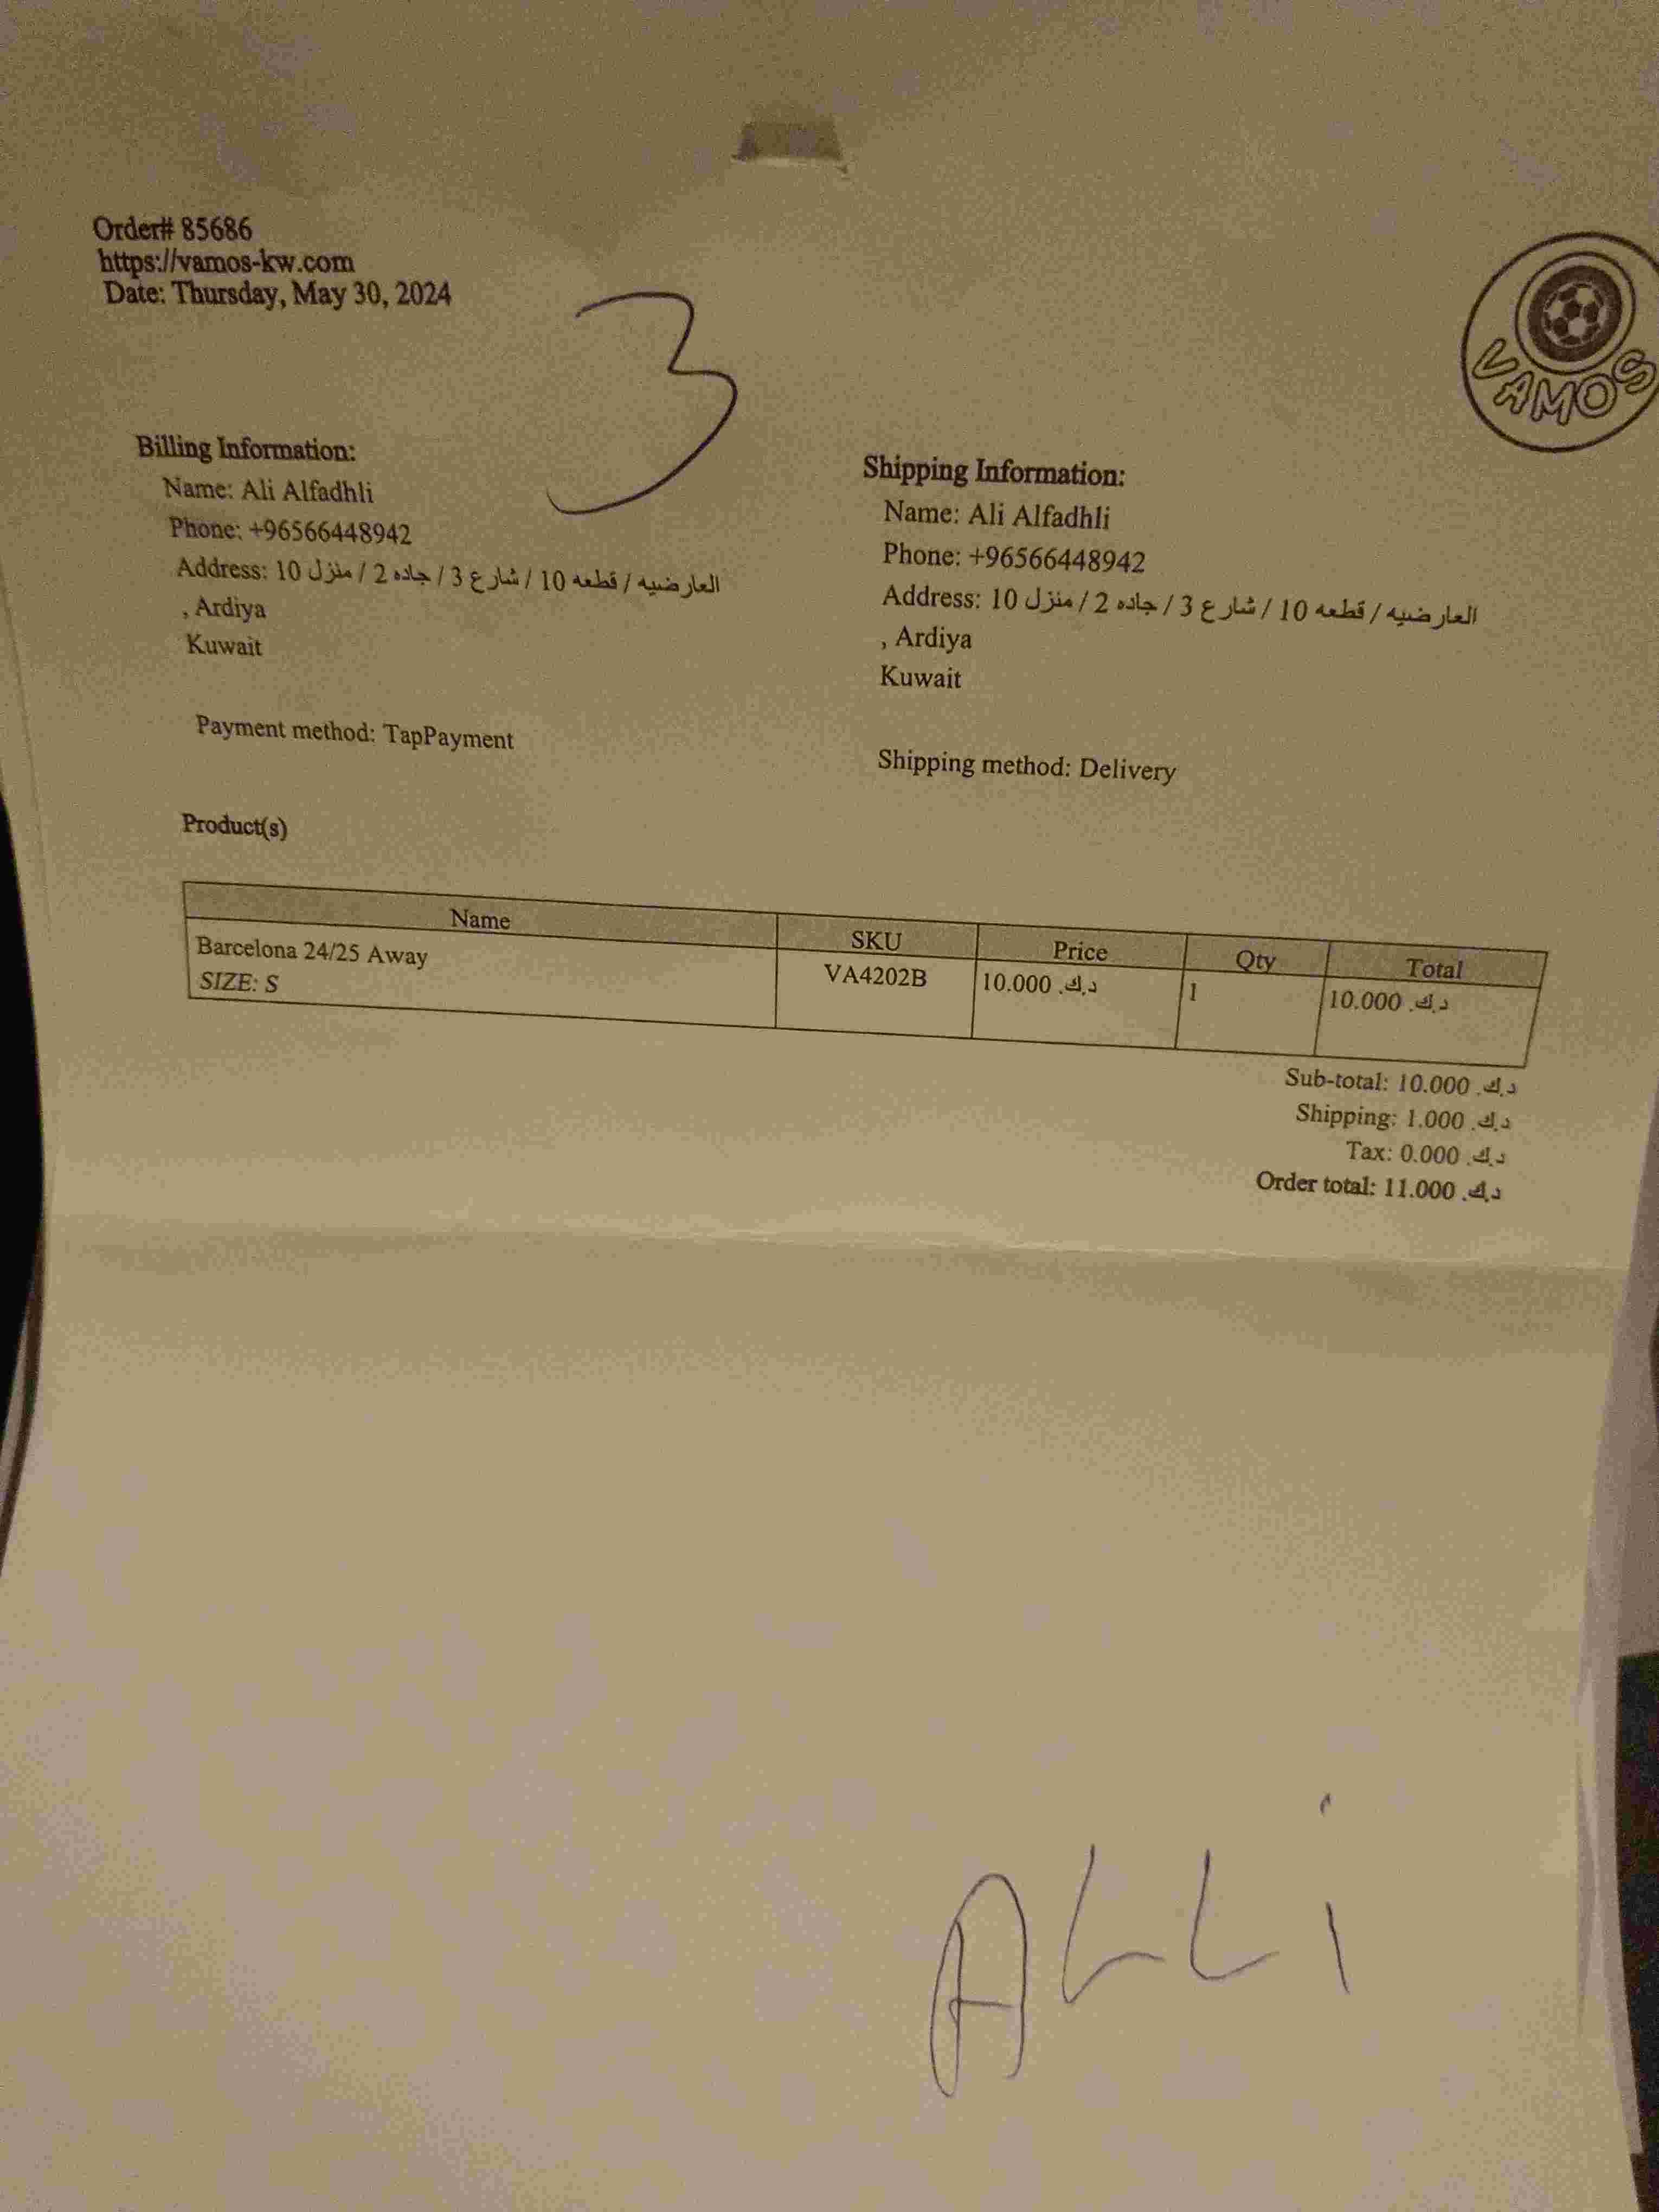 Order# 85686
https://vamos-kw.com
Date: Thursday, May 30, 2024
3
VAMOS
Billing Information:
Name: Ali Alfadhli
Phone: +96566448942
Address: العارضيه / قطعه 10 / شارع 3 / جاده 2 / منزل 10
, Ardiya
Kuwait
Payment method: TapPayment
Shipping Information:
Name: Ali Alfadhli
Phone: +96566448942
Address: العارضيه / قطعه 10 / شارع 3 / جاده 2 / منزل 10
, Ardiya
Kuwait
Shipping method: Delivery
Product(s)
Name SKU Price Qty Total
Barcelona 24/25 Away VA4202B د.ك. 10.000 1 د.ك. 10.000
SIZE: S
Sub-total: 10.000 د.ك.
Shipping: 1.000 د.ك.
Tax: 0.000 د.ك.
Order total: 11.000 د.ك.
ALLi